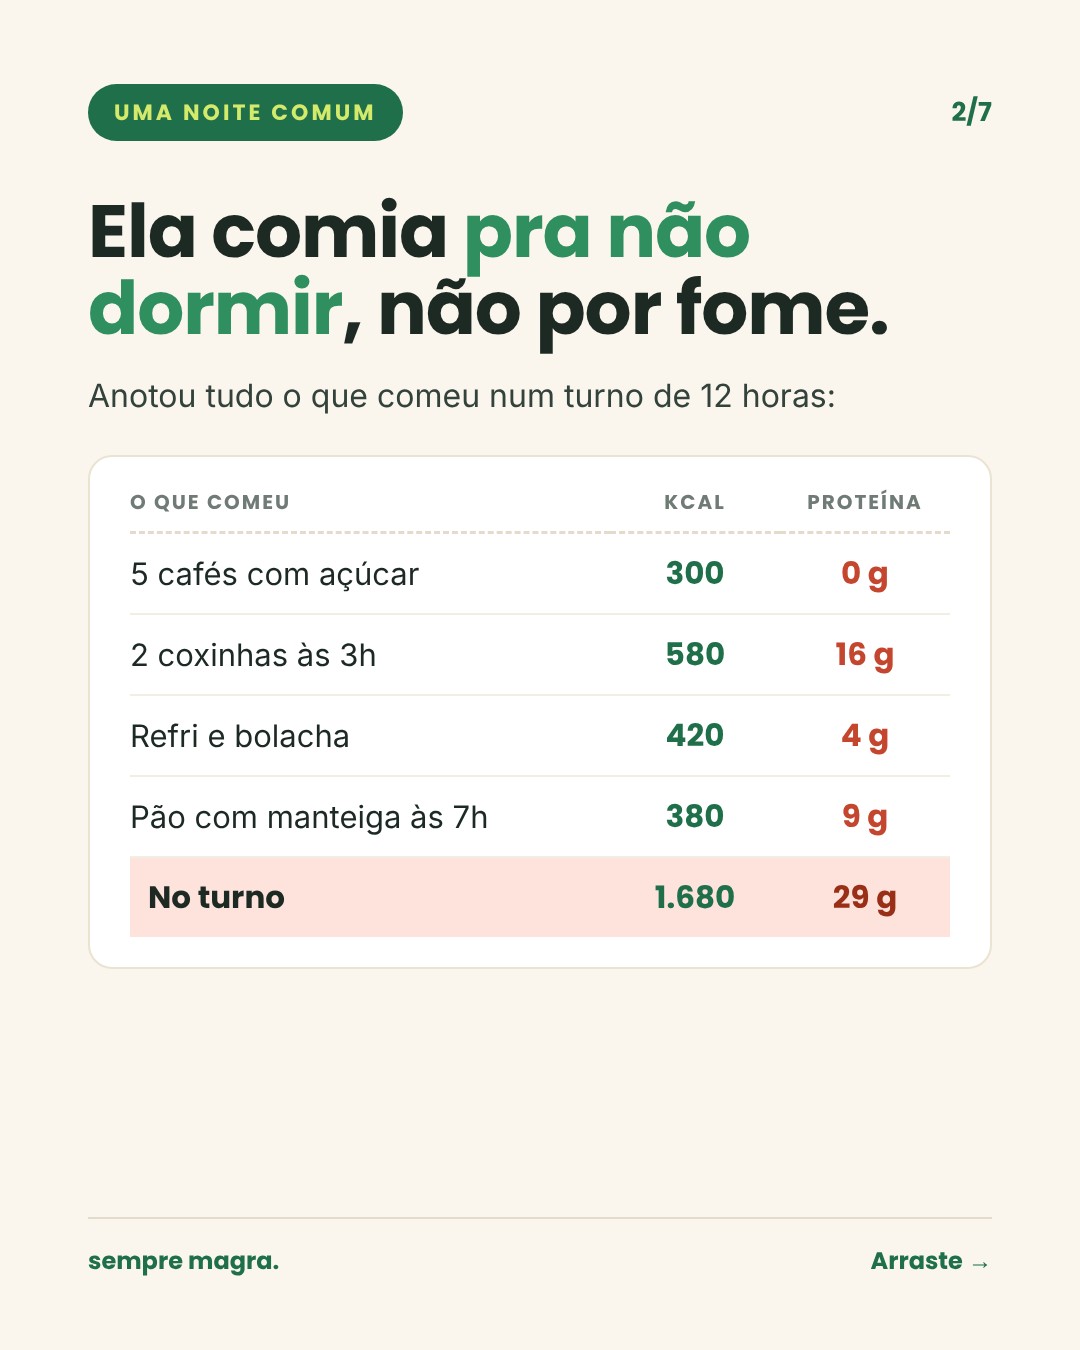 UMA NOITE COMUM
2/7
Ela comia pra não
dormir, não por fome.
Anotou tudo o que comeu num turno de 12 horas:
O QUE COMEU KCAL PROTEÍNA
5 cafés com açúcar 300 0 g
2 coxinhas às 3h 580 16 g
Refri e bolacha 420 4 g
Pão com manteiga às 7h 380 9 g
No turno 1.680 29 g
sempre magra.
Arraste →